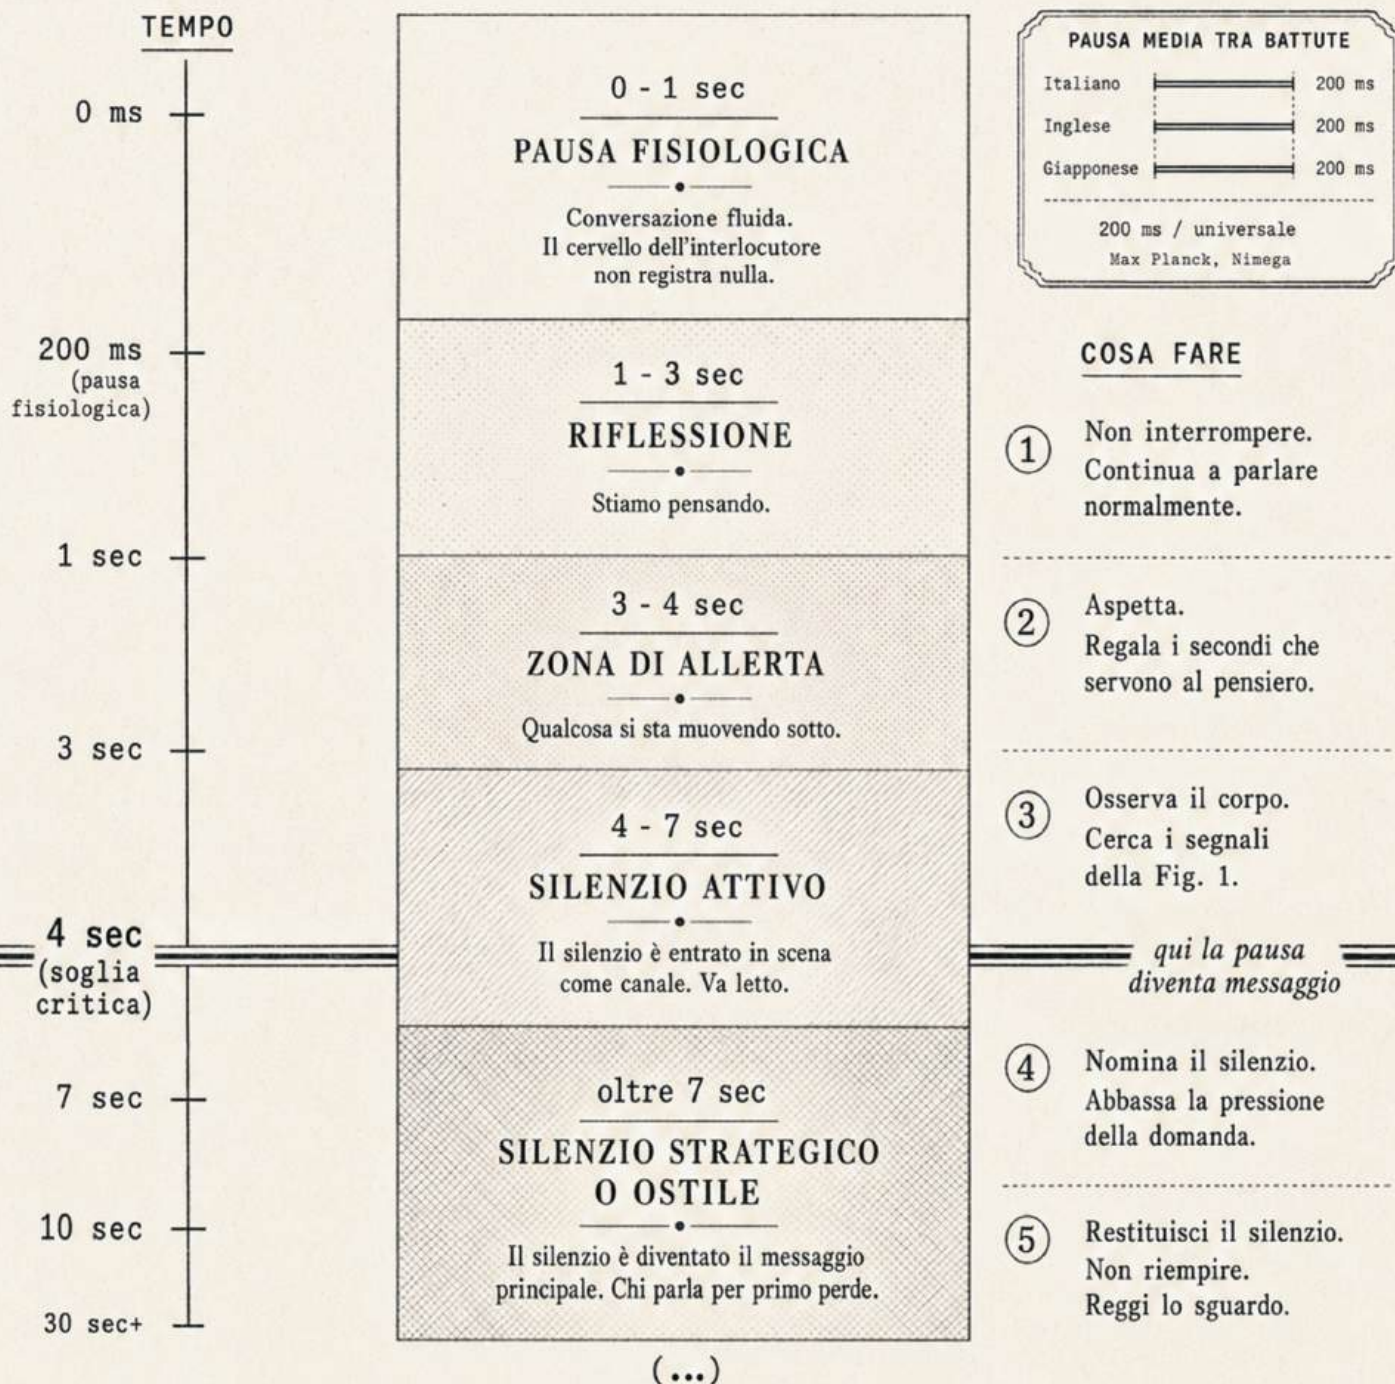 TEMPO
0 ms
200 ms
(pausa
fisiologica)
1 sec
3 sec
4 sec
(soglia
critica)
7 sec
10 sec
30 sec+
0 - 1 sec
PAUSA FISIOLOGICA
Conversazione fluida.
Il cervello dell'interlocutore
non registra nulla.
1 - 3 sec
RIFLESSIONE
Stiamo pensando.
3 - 4 sec
ZONA DI ALLERTA
Qualcosa si sta muovendo sotto.
4 - 7 sec
SILENZIO ATTIVO
Il silenzio è entrato in scena
come canale. Va letto.
oltre 7 sec
SILENZIO STRATEGICO
O OSTILE
Il silenzio è diventato il messaggio
principale. Chi parla per primo perde.
(...)
PAUSA MEDIA TRA BATTUTE
Italiano 200 ms
Inglese 200 ms
Giapponese 200 ms
200 ms / universale
Max Planck, Nimega
COSA FARE
1 Non interrompere.
Continua a parlare
normalmente.
2 Aspetta.
Regala i secondi che
servono al pensiero.
3 Osserva il corpo.
Cerca i segnali
della Fig. 1.
qui la pausa
diventa messaggio
4 Nomina il silenzio.
Abbassa la pressione
della domanda.
5 Restituisci il silenzio.
Non riempire.
Reggi lo sguardo.